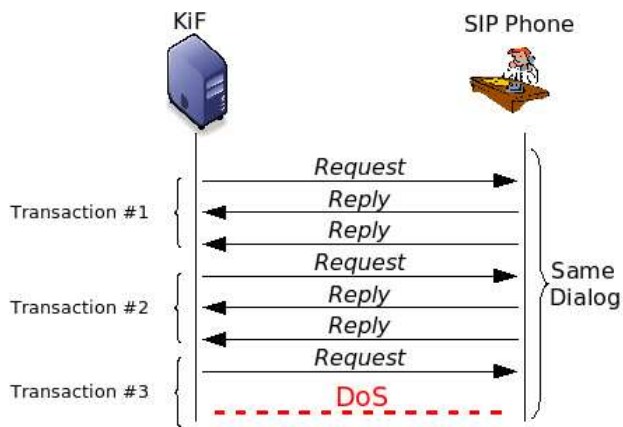 KiF
SIP Phone
Request
Transaction #1
Reply
Reply
Request
Same
Dialog
Transaction #2
Reply
Reply
Request
Transaction #3
DoS